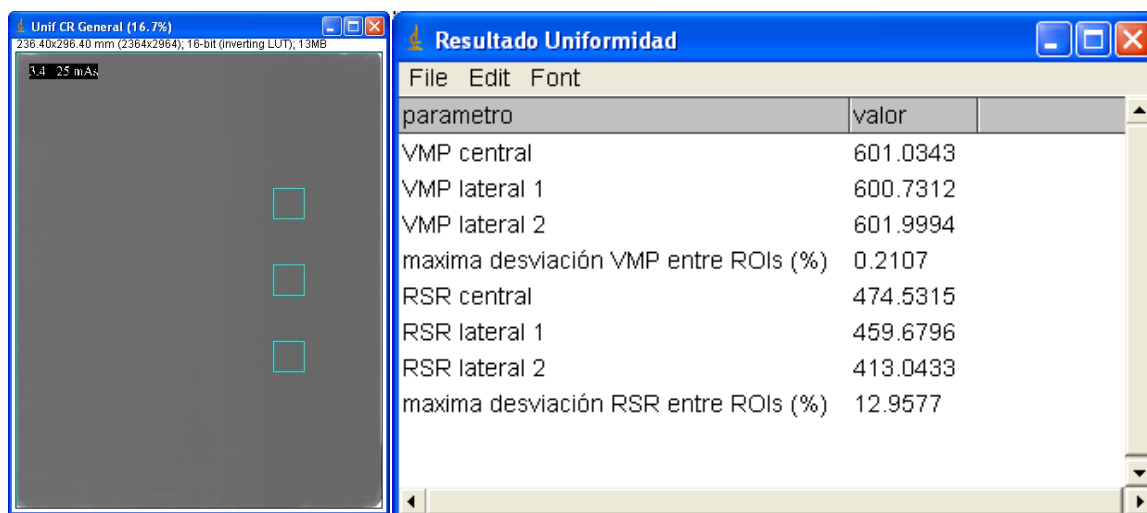 Unif CR General (16.7%)
236.40x296.40 mm (2364x2964); 16-bit (inverting LUT); 13MB
3,4 25 mAs
Resultado Uniformidad
File Edit Font
parametro valor
VMP central 601.0343
VMP lateral 1 600.7312
VMP lateral 2 601.9994
maxima desviación VMP entre ROIs (%) 0.2107
RSR central 474.5315
RSR lateral 1 459.6796
RSR lateral 2 413.0433
maxima desviación RSR entre ROIs (%) 12.9577